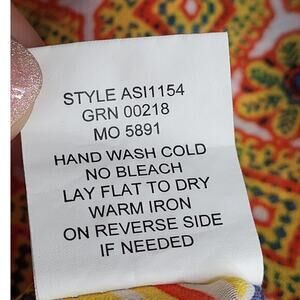 STYLE ASI1154
GRN 00218
MO 5891
HAND WASH COLD
NO BLEACH
LAY FLAT TO DRY
WARM IRON
ON REVERSE SIDE
IF NEEDED